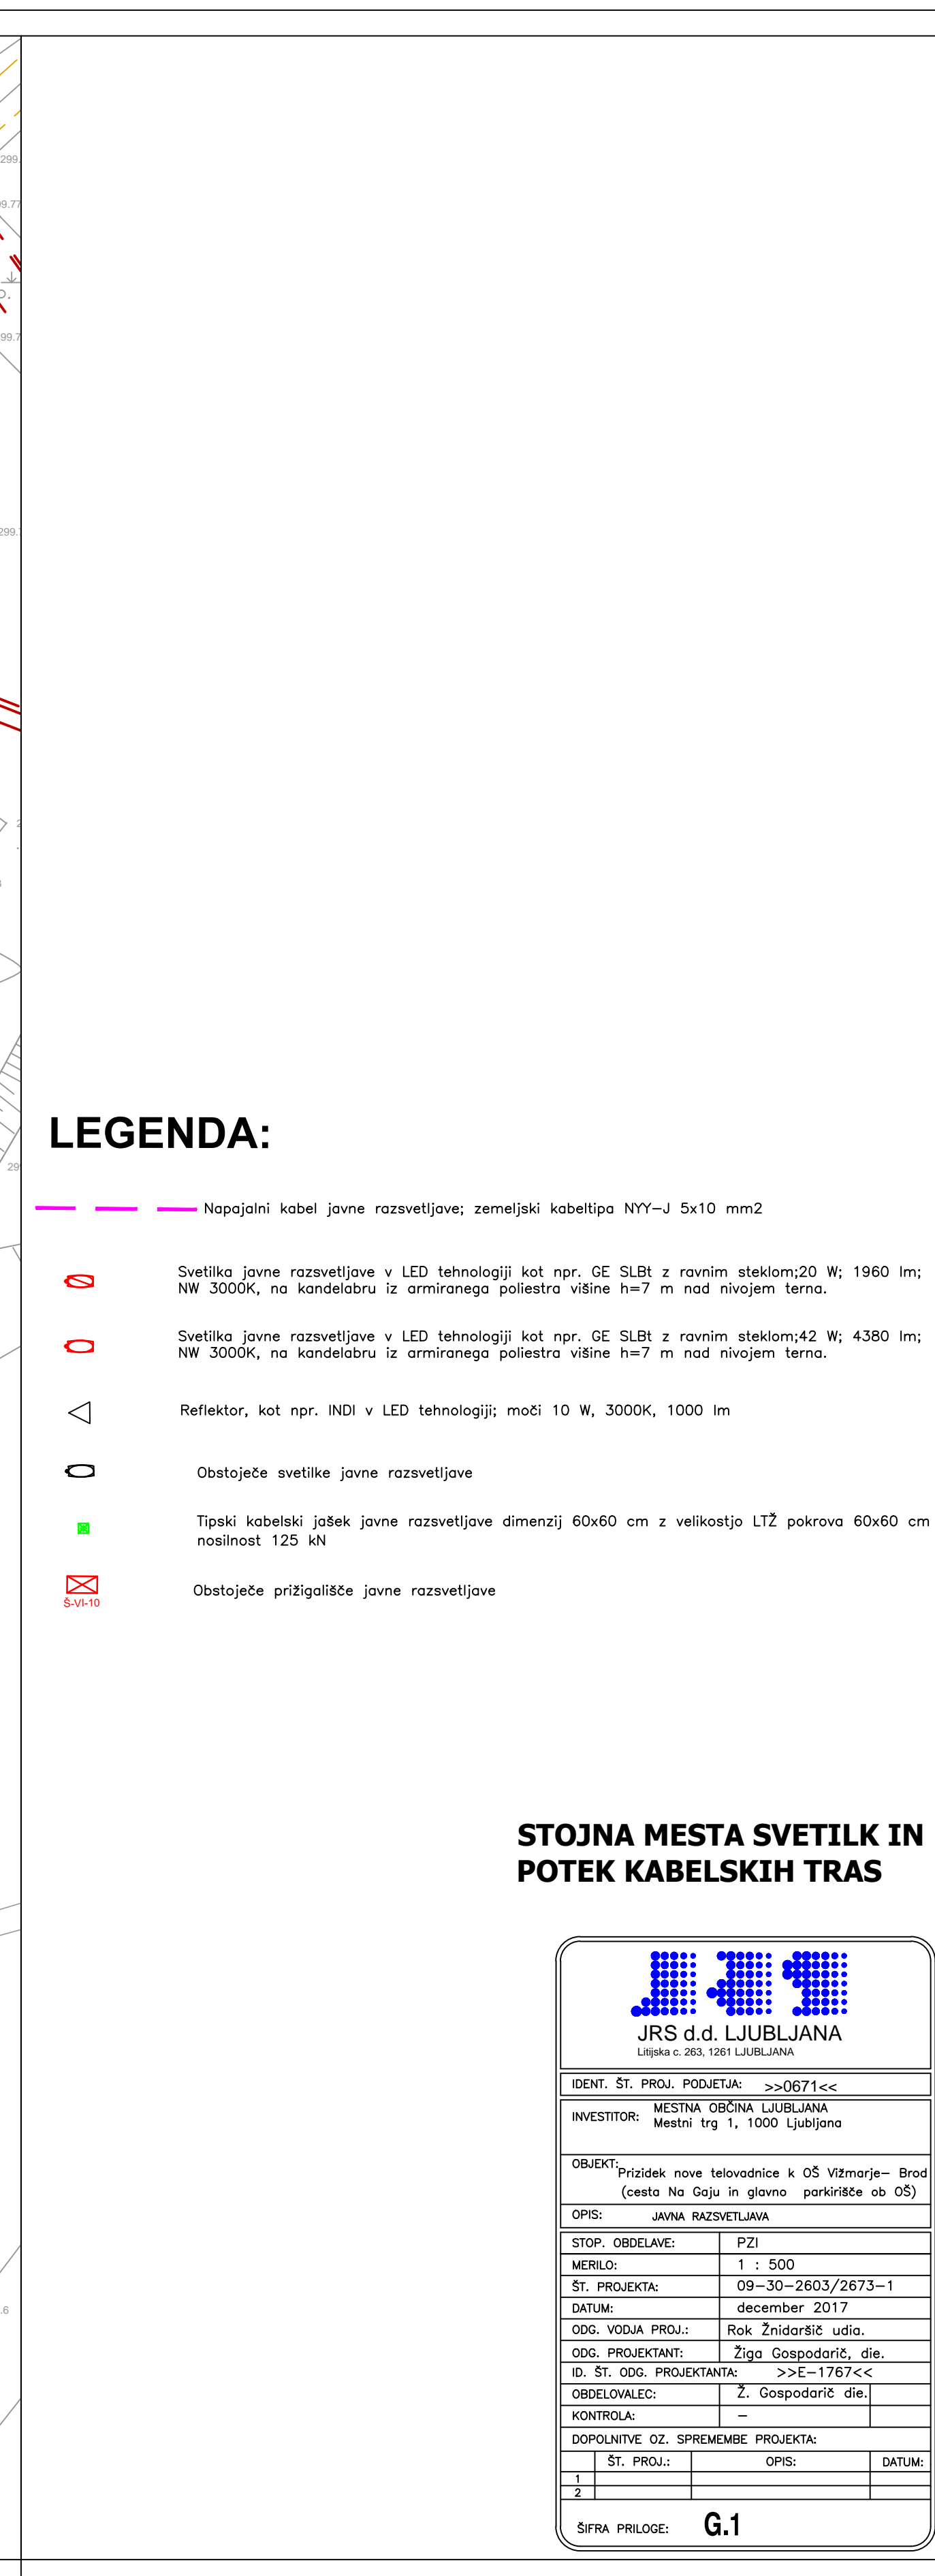 LEGENDA:
Napajalni kabel javne razsvetljave; zemeljski kabeltipa NYY-J 5x10 mm2
Svetilka javne razsvetljave v LED tehnologiji kot npr. GE SLBt z ravnim steklom;20 W; 1960 lm;
NW 3000K, na kandelabru iz armiranega poliestra višine h=7 m nad nivojem terna.
Svetilka javne razsvetljave v LED tehnologiji kot npr. GE SLBt z ravnim steklom;42 W; 4380 lm;
NW 3000K, na kandelabru iz armiranega poliestra višine h=7 m nad nivojem terna.
Reflektor, kot npr. INDI v LED tehnologiji; moči 10 W, 3000K, 1000 lm
Obstoječe svetilke javne razsvetljave
Tipski kabelski jašek javne razsvetljave dimenzij 60x60 cm z velikostjo LTŽ pokrova 60x60 cm
nosilnost 125 kN
Š-VI-10
Obstoječe prižigališče javne razsvetljave
STOJNA MESTA SVETILK IN
POTEK KABELSKIH TRAS
JRS d.d. LJUBLJANA
Litijska c. 263, 1261 LJUBLJANA
IDENT. ŠT. PROJ. PODJETJA: >>0671<<
INVESTITOR: MESTNA OBČINA LJUBLJANA
Mestni trg 1, 1000 Ljubljana
OBJEKT: Prizidek nove telovadnice k OŠ Vižmarje- Brod
(cesta Na Gaju in glavno parkirišče ob OŠ)
OPIS: JAVNA RAZSVETLJAVA
STOP. OBDELAVE: PZI
MERILO: 1 : 500
ŠT. PROJEKTA: 09-30-2603/2673-1
DATUM: december 2017
ODG. VODJA PROJ.: Rok Žnidaršič udia.
ODG. PROJEKTANT: Žiga Gospodarič, die.
ID. ŠT. ODG. PROJEKTANTA: >>E-1767<<
OBDELOVALEC: Ž. Gospodarič die.
KONTROLA: -
DOPOLNITVE OZ. SPREMEMBE PROJEKTA:
ŠT. PROJ.: OPIS: DATUM:
1
2
ŠIFRA PRILOGE: G.1